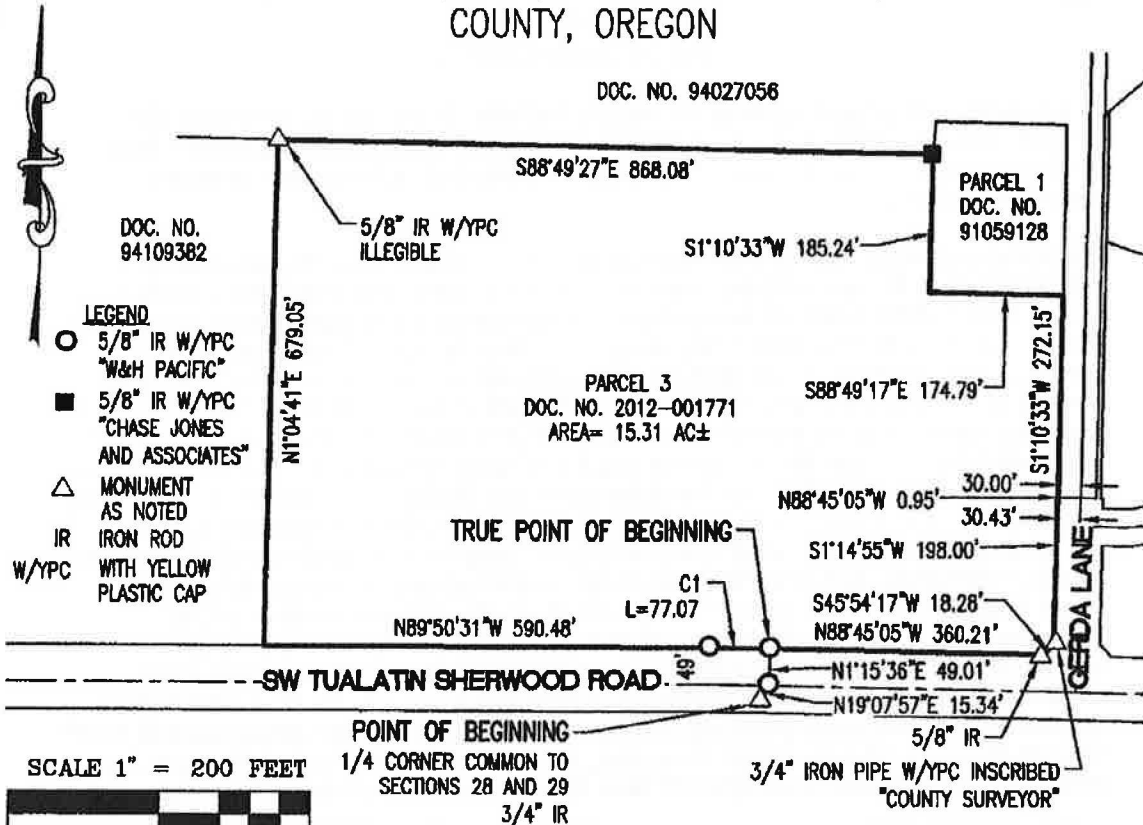 COUNTY, OREGON
DOC. NO. 94027056
S88°49'27"E 868.08'
PARCEL 1
DOC. NO.
91059128
DOC. NO.
94109382
5/8" IR W/YPC
ILLEGIBLE
S1°10'33"W 185.24'
LEGEND
5/8" IR W/YPC
"W&H PACIFIC"
5/8" IR W/YPC
"CHASE JONES
AND ASSOCIATES"
MONUMENT
AS NOTED
IR IRON ROD
W/YPC WITH YELLOW
PLASTIC CAP
N1°04'41"E 679.05'
PARCEL 3
DOC. NO. 2012-001771
AREA= 15.31 AC±
S88°49'17"E 174.79'
S1°10'33"W 272.15'
N88°45'05"W 0.95'
30.00'
30.43'
S1°14'55"W 198.00'
TRUE POINT OF BEGINNING
C1
L=77.07
S45°54'17"W 18.28'
N89°50'31"W 590.48'
N88°45'05"W 360.21'
GERDA LANE
49'
N1°15'36"E 49.01'
SW TUALATIN SHERWOOD ROAD
N19°07'57"E 15.34'
POINT OF BEGINNING
1/4 CORNER COMMON TO
SECTIONS 28 AND 29
3/4" IR
5/8" IR
3/4" IRON PIPE W/YPC INSCRIBED
"COUNTY SURVEYOR"
SCALE 1" = 200 FEET